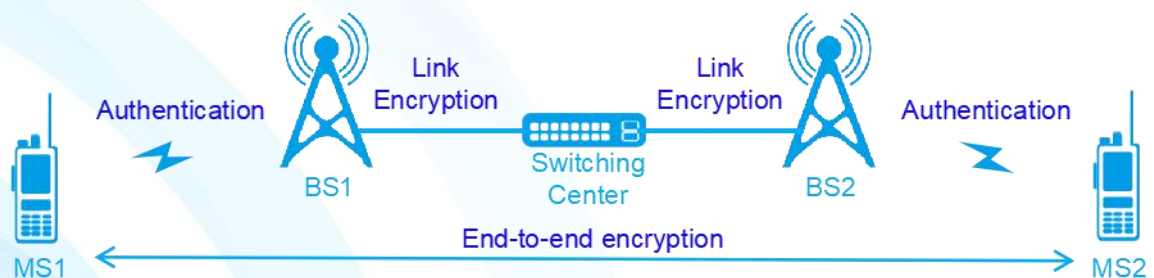 Link
Encryption
Link
Encryption
Authentication
Authentication
Switching
Center
BS1
BS2
End-to-end encryption
MS1
MS2